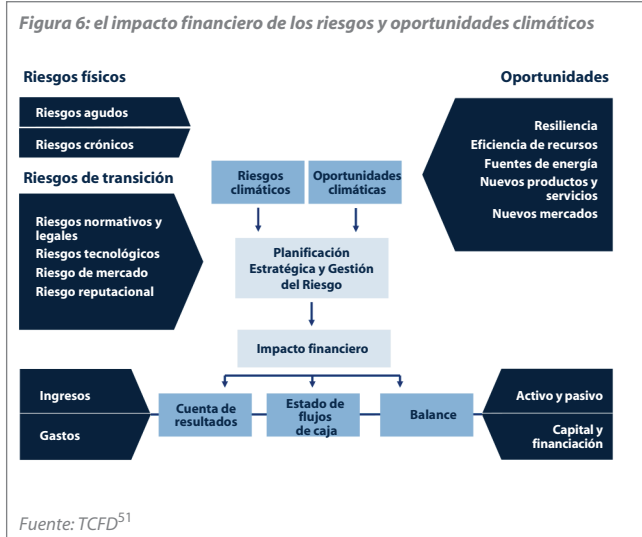 Figura 6: el impacto financiero de los riesgos y oportunidades climáticos
Riesgos físicos
Riesgos agudos
Riesgos crónicos
Riesgos de transición
Riesgos normativos y
legales
Riesgos tecnológicos
Riesgo de mercado
Riesgo reputacional
Oportunidades
Resiliencia
Eficiencia de recursos
Fuentes de energía
Nuevos productos y
servicios
Nuevos mercados
Riesgos
climáticos
Oportunidades
climáticas
Planificación
Estratégica y Gestión
del Riesgo
Impacto financiero
Ingresos
Gastos
Cuenta de
resultados
Estado de
flujos
de caja
Balance
Activo y pasivo
Capital y
financiación
Fuente: TCFD51